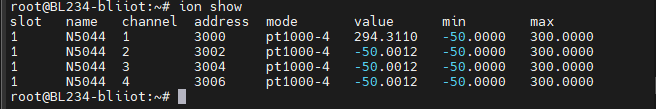 root@BL234-bliiot:~# ion show
slot name channel address mode value min max
1 N5044 1 3000 pt1000-4 294.3110 -50.0000 300.0000
1 N5044 2 3002 pt1000-4 -50.0012 -50.0000 300.0000
1 N5044 3 3004 pt1000-4 -50.0012 -50.0000 300.0000
1 N5044 4 3006 pt1000-4 -50.0012 -50.0000 300.0000
root@BL234-bliiot:~#